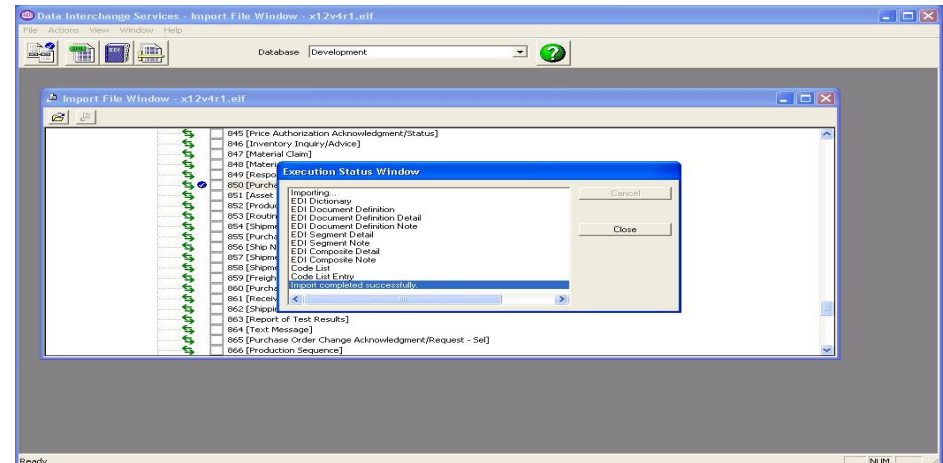 Data Interchange Services - Import File Window - x12v4r1.eif
File Actions View Window Help
Database Development
Import File Window - x12v4r1.eif
845 [Price Authorization Acknowledgment/Status]
846 [Inventory Inquiry/Advice]
847 [Material Claim]
848 [Materi
849 [Respo
850 [Purcha
851 [Asset
852 [Produc
853 [Routin
854 [Shipme
855 [Purcha
856 [Ship N
857 [Shipme
858 [Shipme
859 [Freigh
860 [Purcha
861 [Receiv
862 [Shippin
863 [Report of Test Results]
864 [Text Message]
865 [Purchase Order Change Acknowledgment/Request - Sel]
866 [Production Sequence]
Execution Status Window
Importing...
EDI Dictionary
EDI Document Definition
EDI Document Definition Detail
EDI Document Definition Note
EDI Segment Detail
EDI Segment Note
EDI Composite Detail
EDI Composite Note
Code List
Code List Entry
Import completed successfully.
Cancel
Close
Ready
NUM